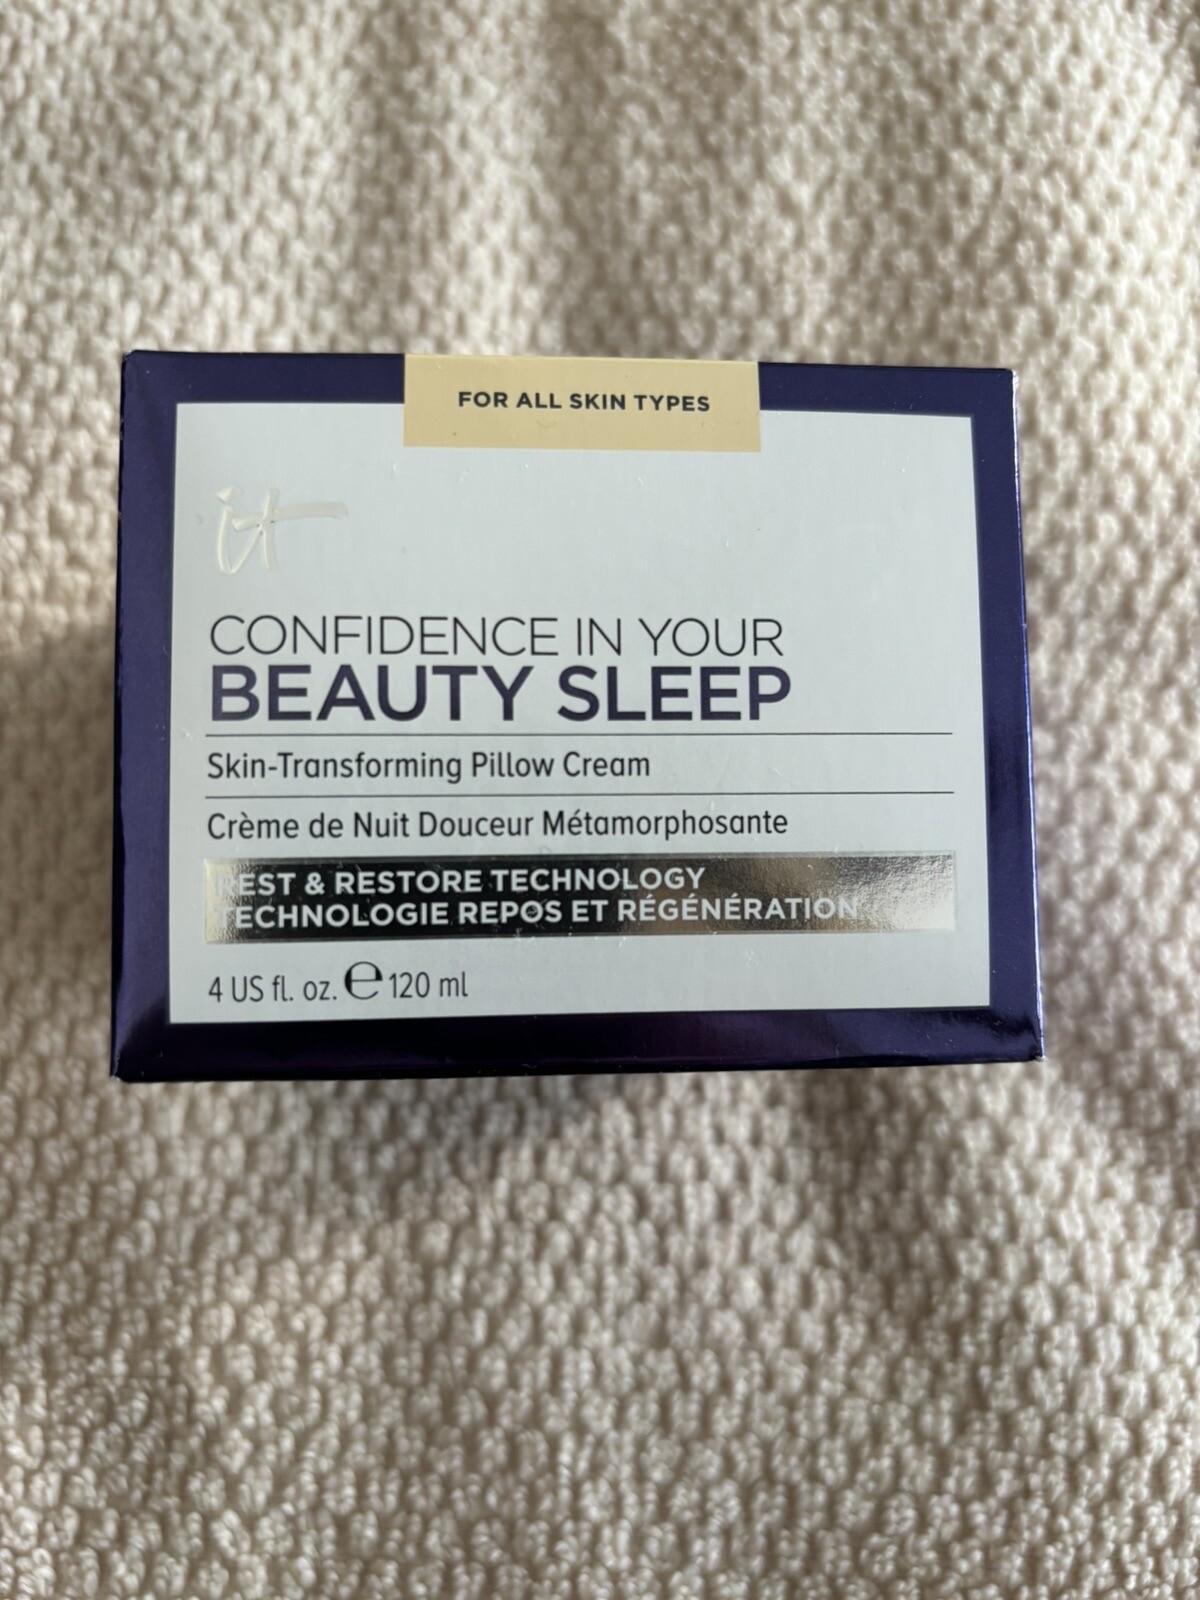 FOR ALL SKIN TYPES
it
CONFIDENCE IN YOUR
BEAUTY SLEEP
Skin-Transforming Pillow Cream
Crème de Nuit Douceur Métamorphosante
REST & RESTORE TECHNOLOGY
TECHNOLOGIE REPOS ET RÉGÉNÉRATION
4 US fl. oz. ℮ 120 ml